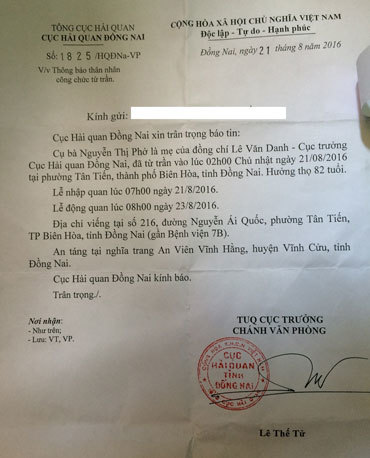 TỔNG CỤC HẢI QUAN
CỤC HẢI QUAN ĐỒNG NAI
Số: 1825/HQĐNa-VP
V/v Thông báo thân nhân
công chức từ trần.
CỘNG HÒA XÃ HỘI CHỦ NGHĨA VIỆT NAM
Độc lập - Tự do - Hạnh phúc
Đồng Nai, ngày 21 tháng 8 năm 2016
Kính gửi:
Cục Hải quan Đồng Nai xin trân trọng báo tin:
Cụ bà Nguyễn Thị Phó là mẹ của đồng chí Lê Văn Danh - Cục trưởng
Cục Hải quan Đồng Nai, đã từ trần vào lúc 02h00 Chủ nhật ngày 21/08/2016
tại phường Tân Tiến, thành phố Biên Hòa, tỉnh Đồng Nai. Hưởng thọ 82 tuổi.
Lễ nhập quan lúc 07h00 ngày 21/8/2016.
Lễ động quan lúc 08h00 ngày 23/8/2016.
Địa chỉ viếng tại số 216, đường Nguyễn Ái Quốc, phường Tân Tiến,
TP Biên Hòa, tỉnh Đồng Nai (gần Bệnh viện 7B).
An táng tại nghĩa trang An Viên Vĩnh Hằng, huyện Vĩnh Cửu, tỉnh
Đồng Nai.
Cục Hải quan Đồng Nai kính báo.
Trân trọng./.
Nơi nhận:
- Như trên;
- Lưu: VT, VP.
TUQ CỤC TRƯỞNG
CHÁNH VĂN PHÒNG
CỤC
HẢI QUAN
TỈNH
ĐỒNG NAI
Lê Thế Từ